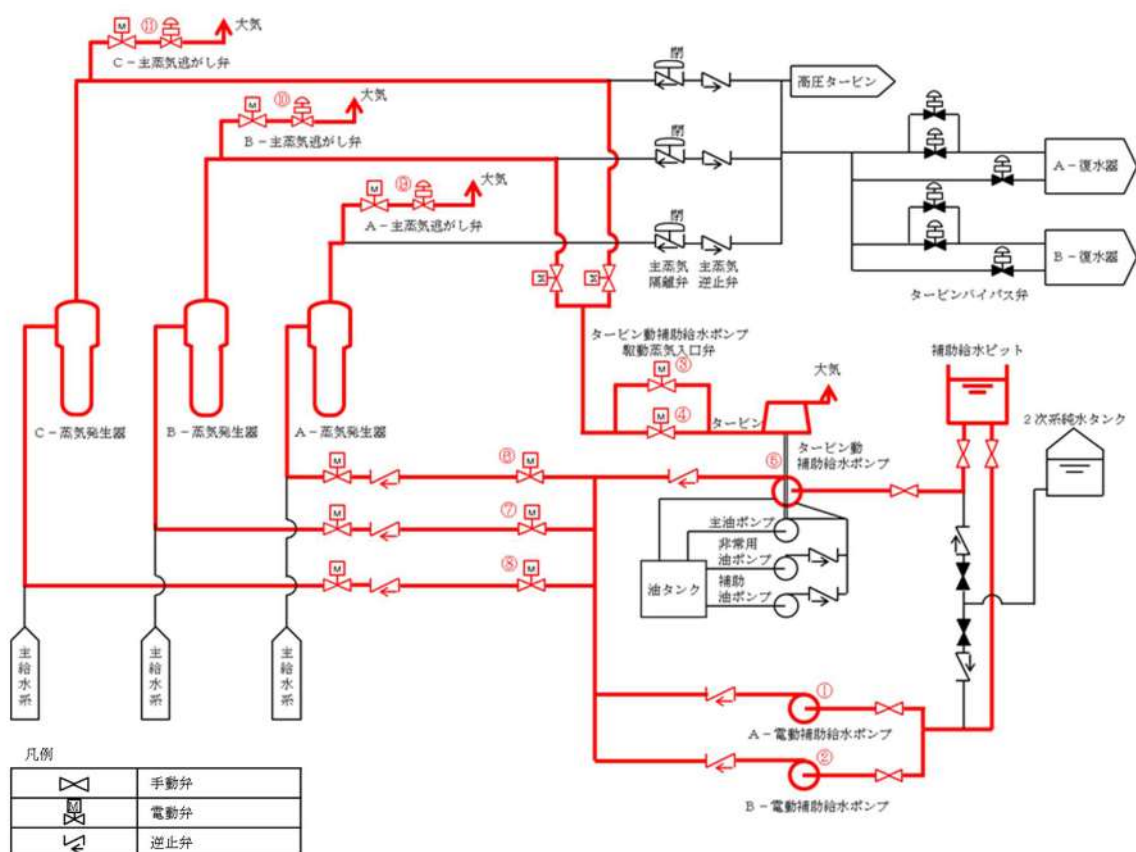 ⑪
大気
C－主蒸気逃がし弁
⑩
大気
B－主蒸気逃がし弁
大気
A－主蒸気逃がし弁
閉
閉
閉
高圧タービン
A－復水器
B－復水器
主蒸気
隔離弁
主蒸気
逆止弁
タービンバイパス弁
タービン動補助給水ポンプ
駆動蒸気入口弁
④
タービン
大気
補助給水ピット
2次系純水タンク
C－蒸気発生器
B－蒸気発生器
A－蒸気発生器
タービン動
補助給水ポンプ
⑥
⑦
⑧
主油ポンプ
非常用
油ポンプ
補助
油ポンプ
油タンク
主給水系
主給水系
主給水系
①
A－電動補助給水ポンプ
②
B－電動補助給水ポンプ
凡例
手動弁
M
電動弁
逆止弁